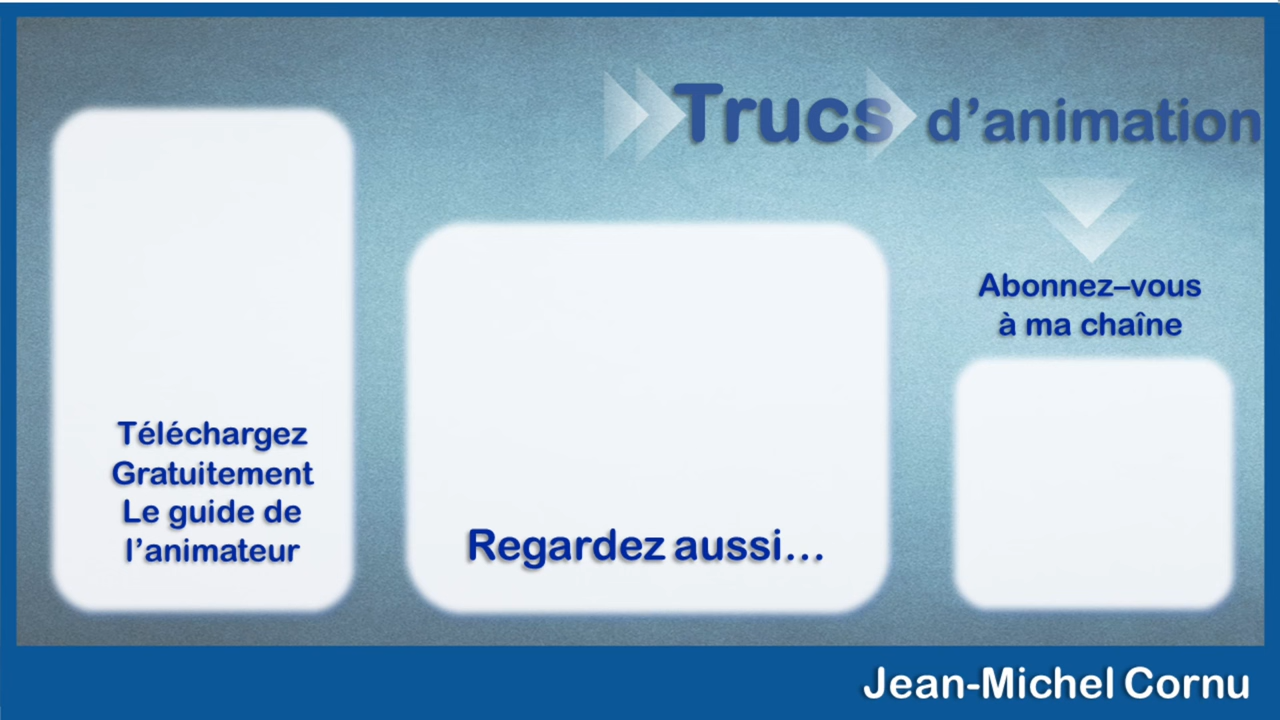 Trucs d’animation
Abonnez–vous
à ma chaîne
Téléchargez
Gratuitement
Le guide de
l’animateur
Regardez aussi…
Jean-Michel Cornu